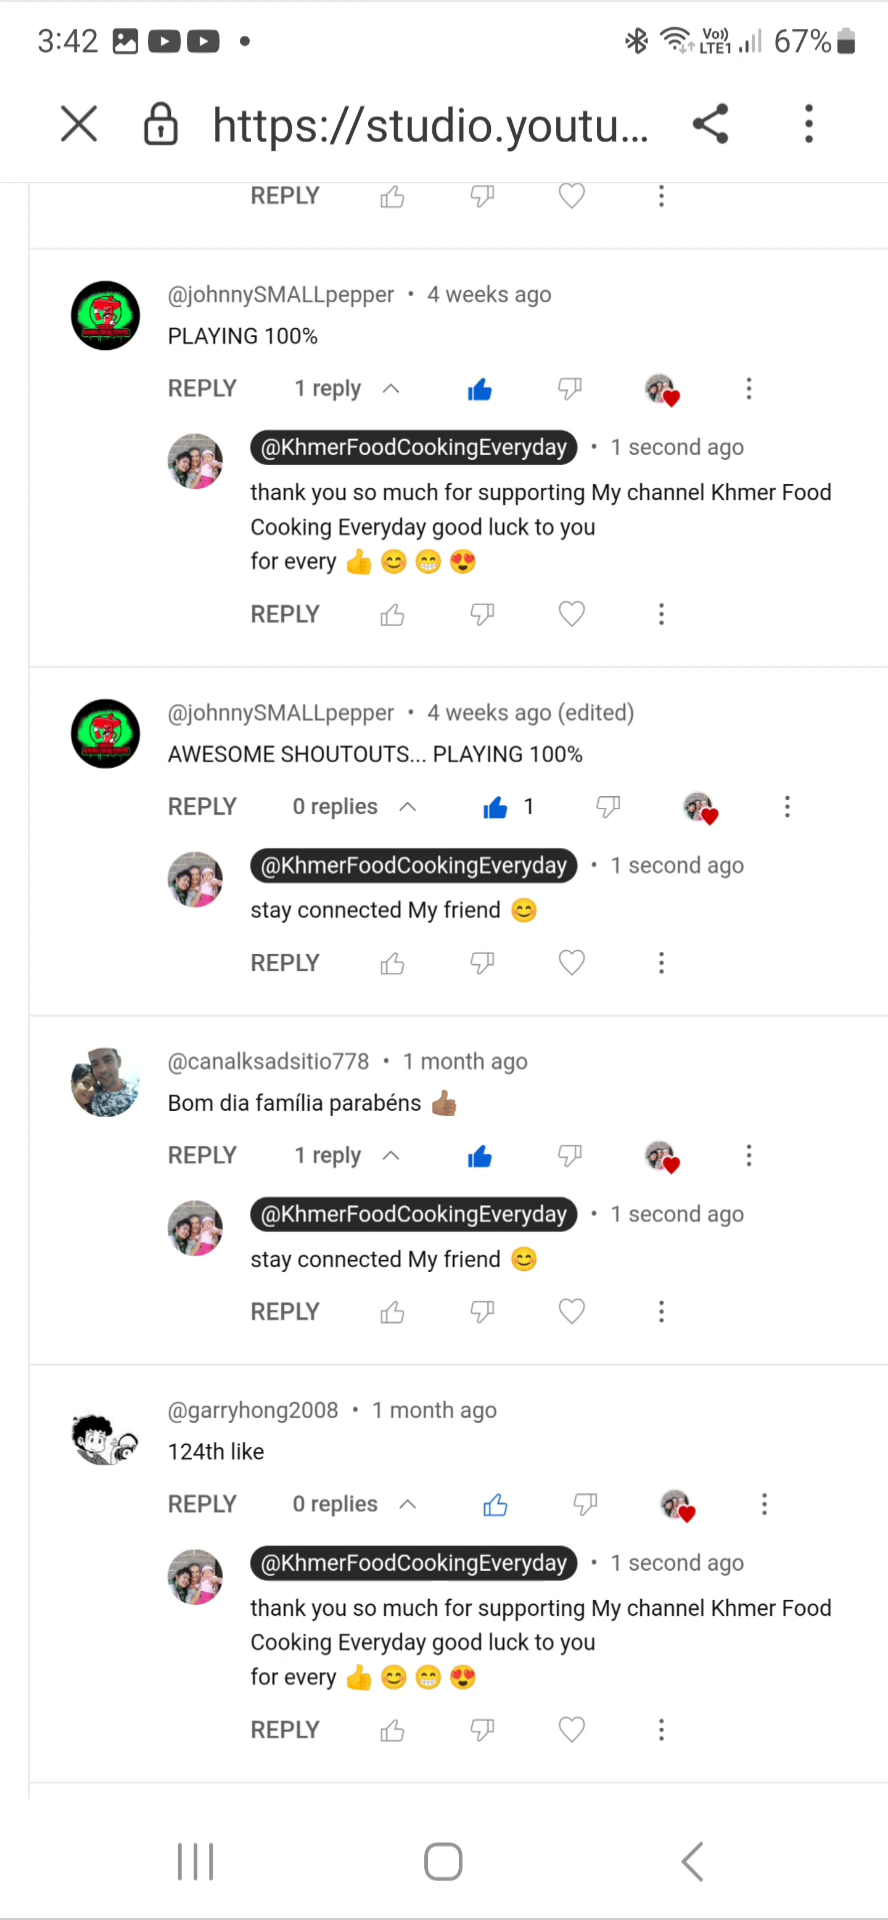 3:42
Vo))
LTE1
67%
https://studio.youtu...
REPLY
@johnnySMALLpepper • 4 weeks ago
PLAYING 100%
REPLY 1 reply
@KhmerFoodCookingEveryday • 1 second ago
thank you so much for supporting My channel Khmer Food
Cooking Everyday good luck to you
for every 👍 😊 😁 😍
REPLY
@johnnySMALLpepper • 4 weeks ago (edited)
AWESOME SHOUTOUTS... PLAYING 100%
REPLY 0 replies 1
@KhmerFoodCookingEveryday • 1 second ago
stay connected My friend 😊
REPLY
@canalksadsitio778 • 1 month ago
Bom dia família parabéns 👍🏽
REPLY 1 reply
@KhmerFoodCookingEveryday • 1 second ago
stay connected My friend 😊
REPLY
@garryhong2008 • 1 month ago
124th like
REPLY 0 replies
@KhmerFoodCookingEveryday • 1 second ago
thank you so much for supporting My channel Khmer Food
Cooking Everyday good luck to you
for every 👍 😊 😁 😍
REPLY